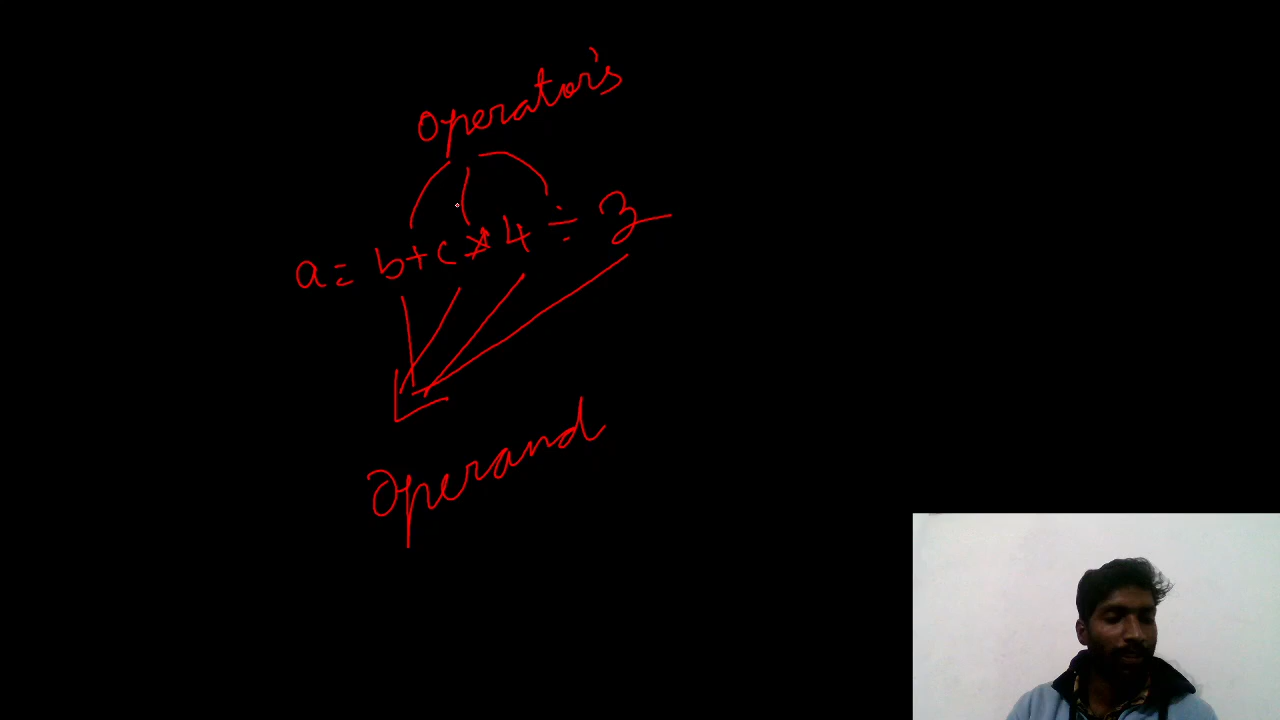 Operator's
a = b+c * 4 ÷ 3
Operand